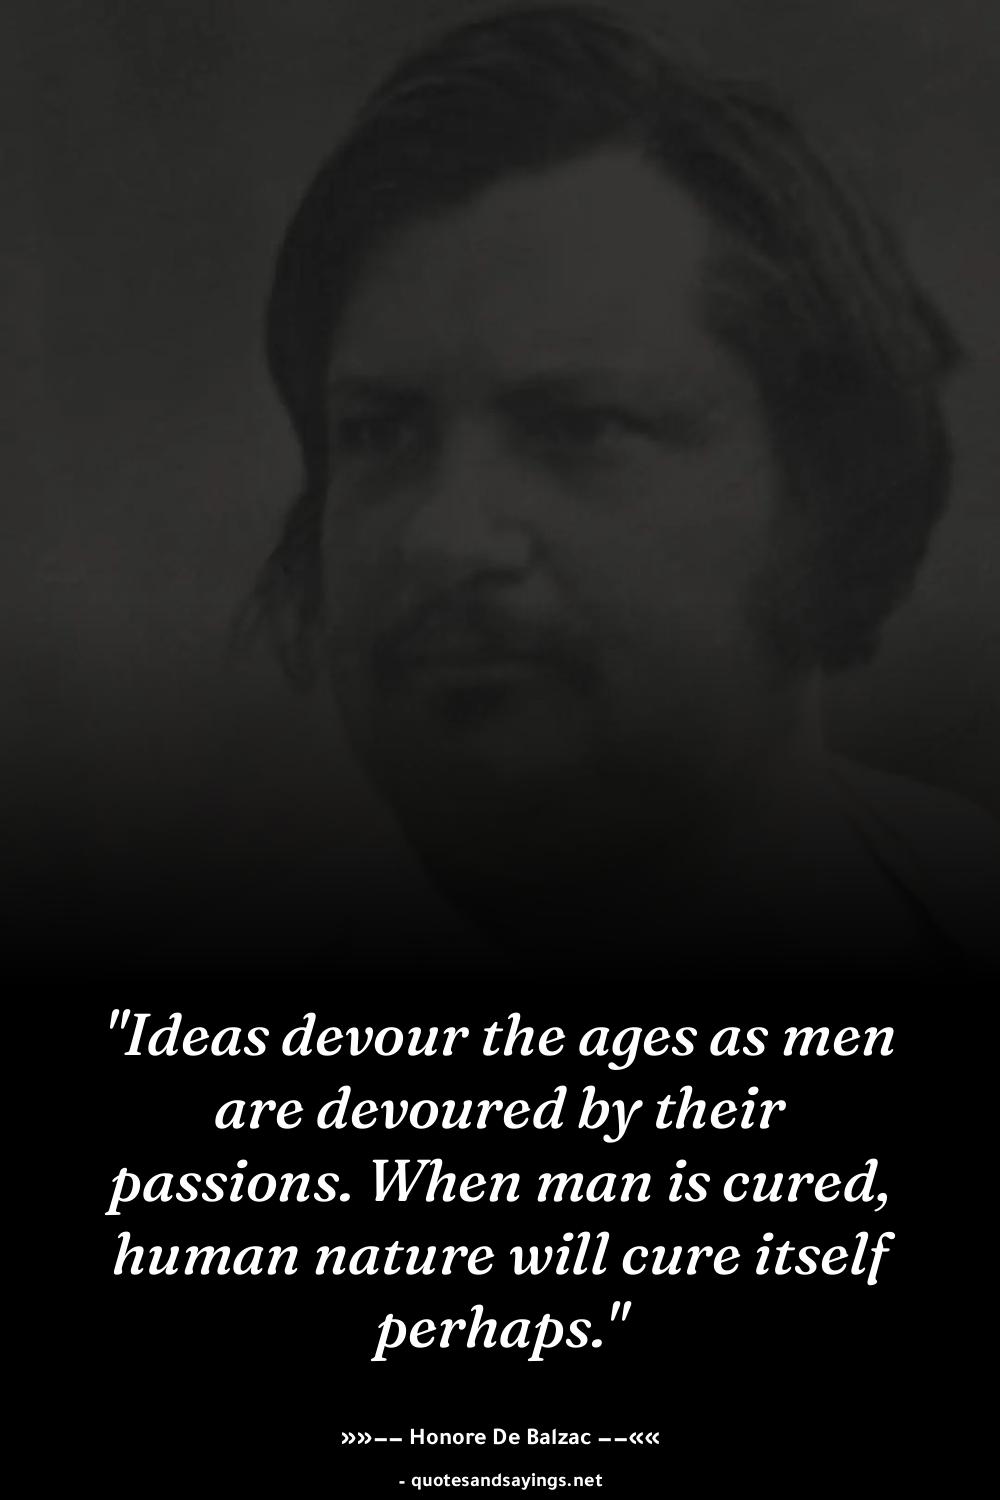 "Ideas devour the ages as men
are devoured by their
passions. When man is cured,
human nature will cure itself
perhaps."
»»−− Honore De Balzac −−««
- quotesandsayings.net